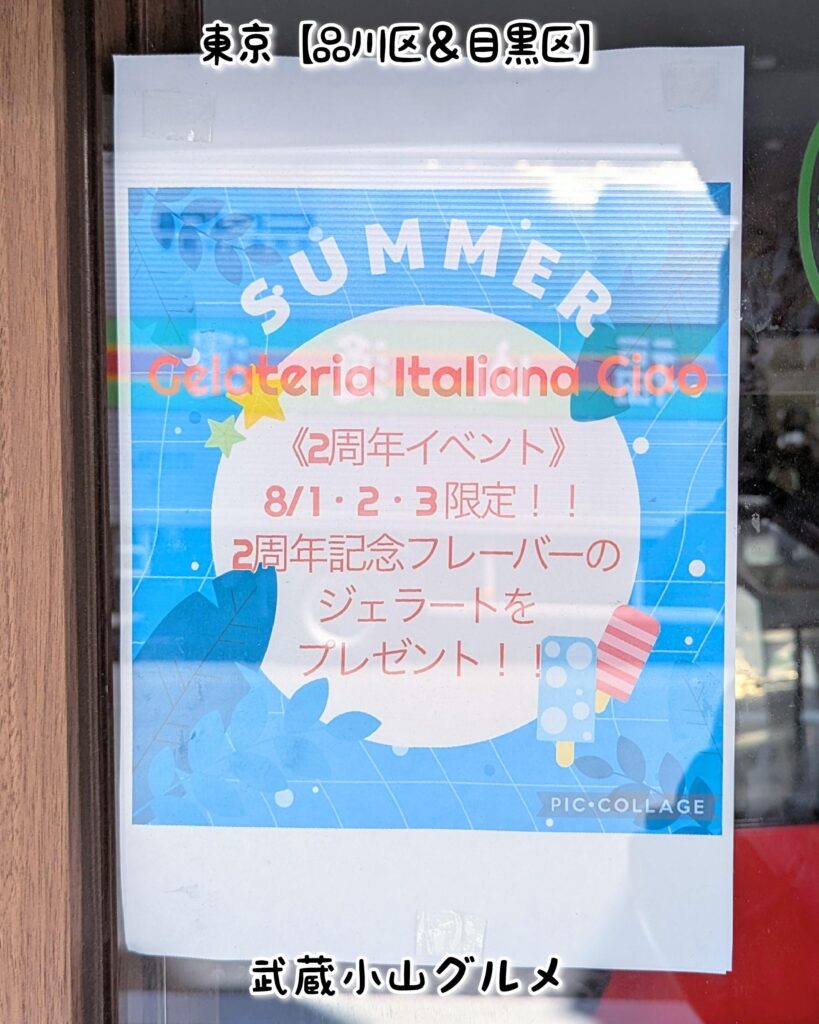 東京【品川区&目黒区】
SUMMER
Gelateria Italiana Ciao
《2周年イベント》
8/1・2・3限定！！
2周年記念フレーバーの
ジェラートを
プレゼント！！
PIC•COLLAGE
武蔵小山グルメ